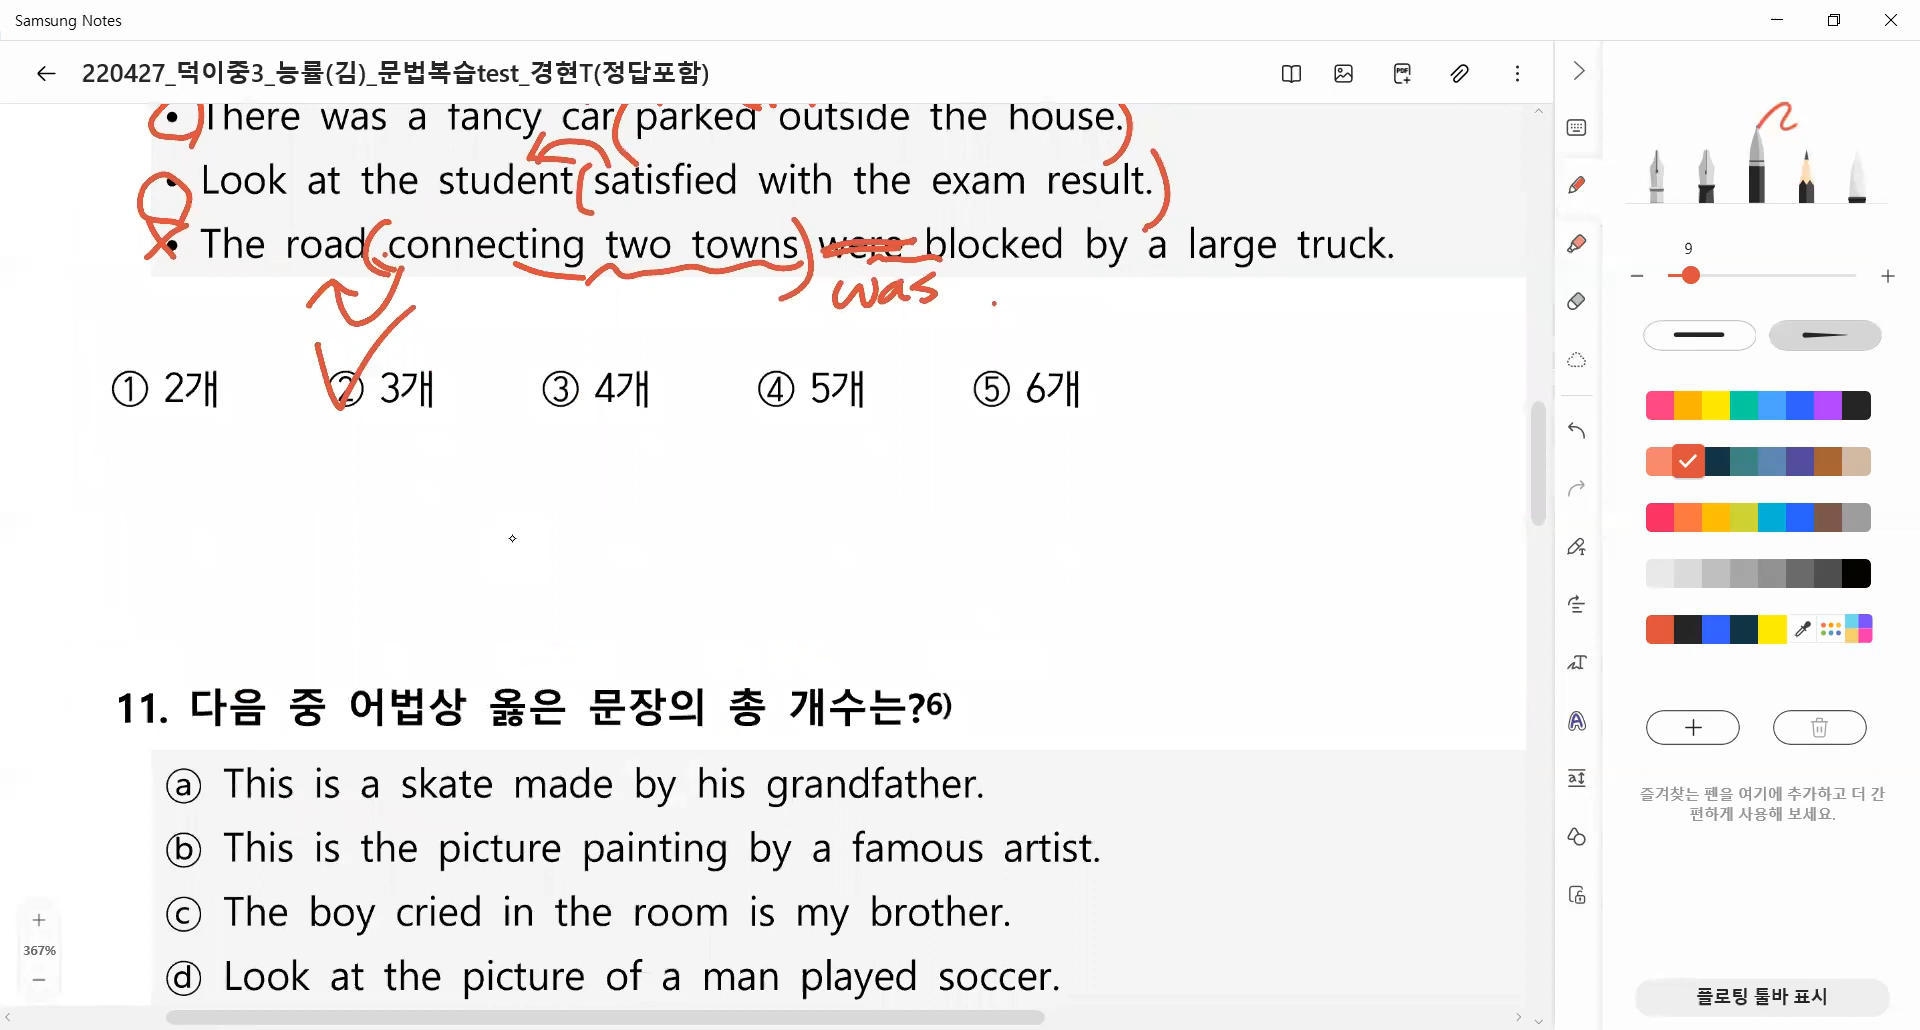 Samsung Notes
220427_덕이중3_능률(김)_문법복습test_경현T(정답포함)
There was a fancy car parked outside the house.
Look at the student satisfied with the exam result.
The road connecting two towns were blocked by a large truck.
was
① 2개 ② 3개 ③ 4개 ④ 5개 ⑤ 6개
11. 다음 중 어법상 옳은 문장의 총 개수는?6)
ⓐ This is a skate made by his grandfather.
ⓑ This is the picture painting by a famous artist.
ⓒ The boy cried in the room is my brother.
ⓓ Look at the picture of a man played soccer.
367%
PDF
9
즐겨찾는 펜을 여기에 추가하고 더 간
편하게 사용해 보세요.
플로팅 툴바 표시